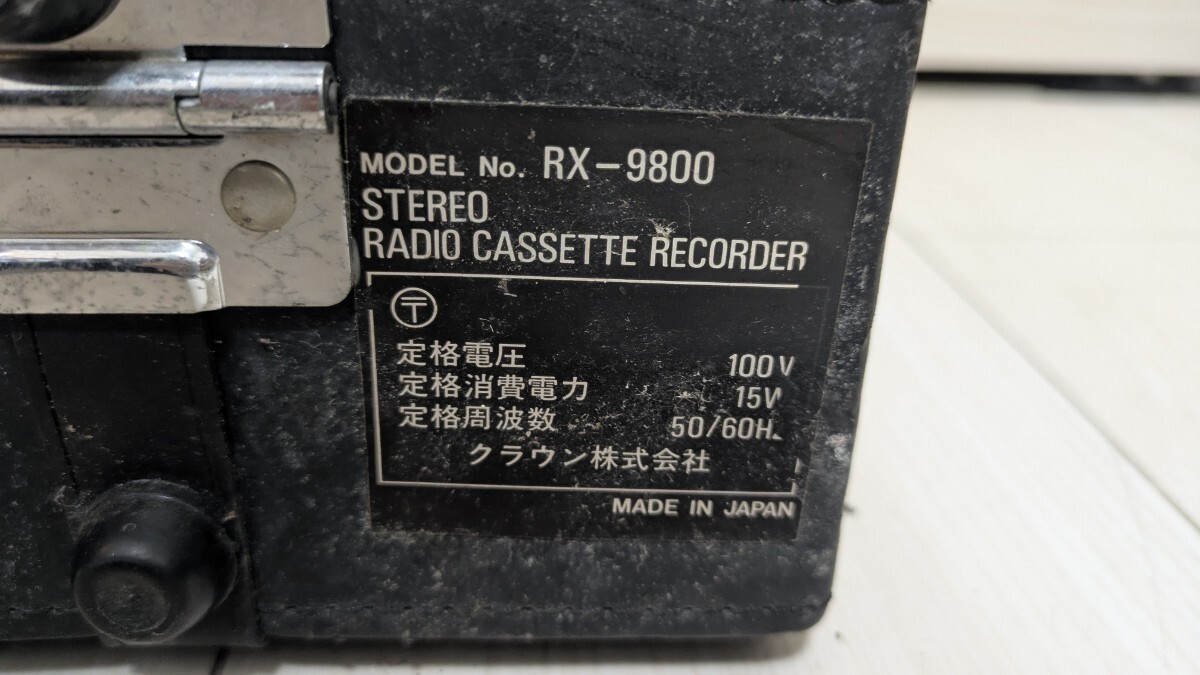 MODEL No. RX-9800
STEREO
RADIO CASSETTE RECORDER
〒
定格電圧 100V
定格消費電力 15W
定格周波数 50/60Hz
クラウン株式会社
MADE IN JAPAN